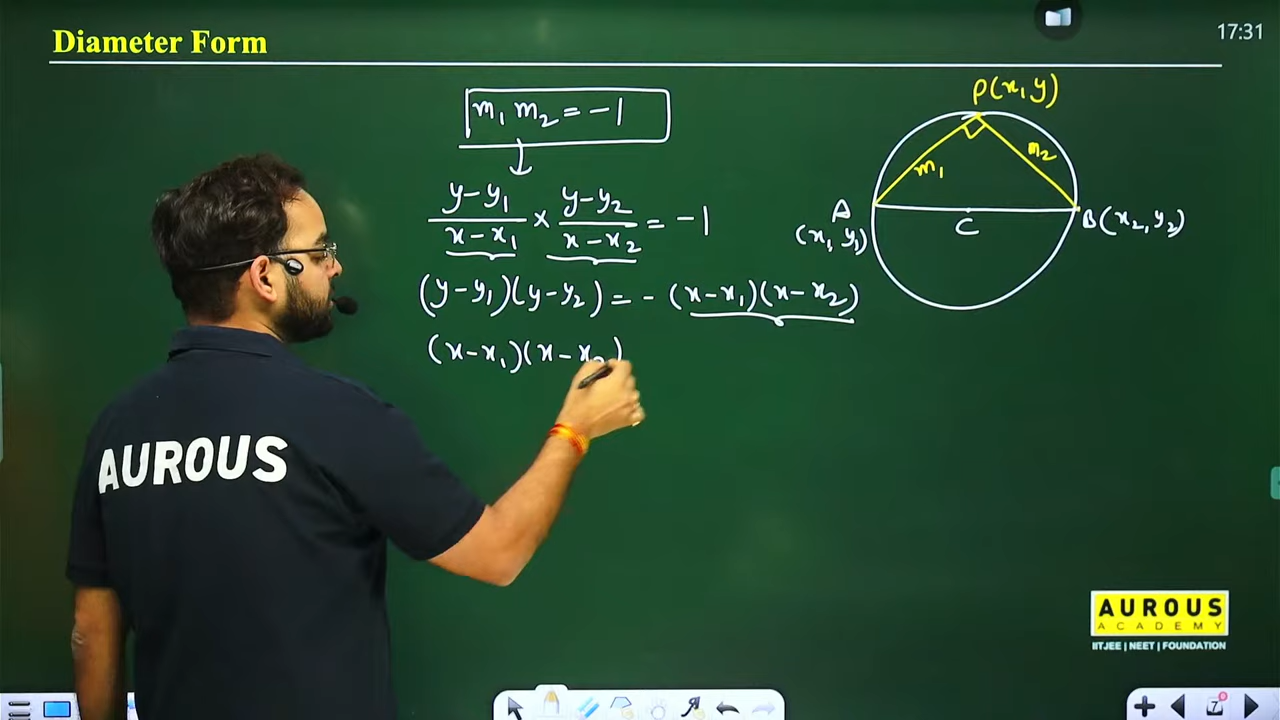 Diameter Form
17:31
m₁ m₂ = -1
↓
(y-y₁)/(x-x₁) × (y-y₂)/(x-x₂) = -1
(y-y₁)(y-y₂) = - (x-x₁)(x-x₂)
(x-x₁)(x-x₂)
P(x, y)
m₁
m₂
A
(x₁ y₁)
C
B(x₂, y₂)
AUROUS
AUROUS
ACADEMY
IITJEE | NEET | FOUNDATION
7